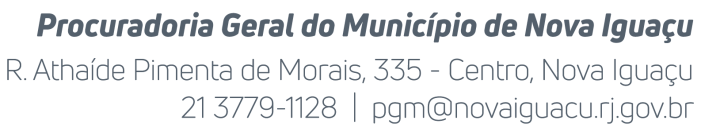 Procuradoria Geral do Município de Nova Iguaçu
R. Athaíde Pimenta de Morais, 335 - Centro, Nova Iguaçu
21 3779-1128 | pgm@novaiguacu.rj.gov.br